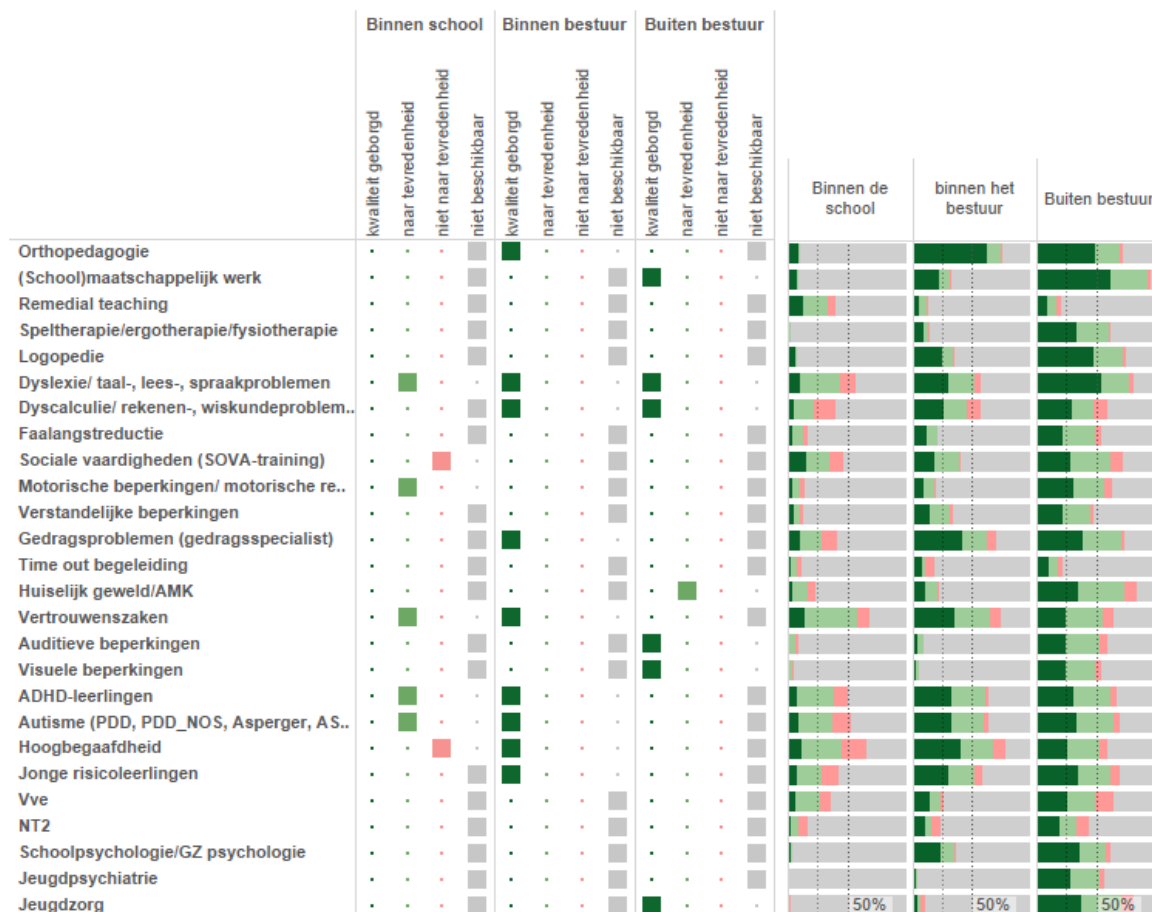 Binnen school Binnen bestuur Buiten bestuur
kwaliteit geborgd
naar tevredenheid
niet naar tevredenheid
niet beschikbaar
kwaliteit geborgd
naar tevredenheid
niet naar tevredenheid
niet beschikbaar
kwaliteit geborgd
naar tevredenheid
niet naar tevredenheid
niet beschikbaar
Binnen de
school
binnen het
bestuur
Buiten bestuur
Orthopedagogie
(School)maatschappelijk werk
Remedial teaching
Speltherapie/ergotherapie/fysiotherapie
Logopedie
Dyslexie/ taal-, lees-, spraakproblemen
Dyscalculie/ rekenen-, wiskundeproblem..
Faalangstreductie
Sociale vaardigheden (SOVA-training)
Motorische beperkingen/ motorische re..
Verstandelijke beperkingen
Gedragsproblemen (gedragsspecialist)
Time out begeleiding
Huiselijk geweld/AMK
Vertrouwenszaken
Auditieve beperkingen
Visuele beperkingen
ADHD-leerlingen
Autisme (PDD, PDD_NOS, Asperger, AS..
Hoogbegaafdheid
Jonge risicoleerlingen
Vve
NT2
Schoolpsychologie/GZ psychologie
Jeugdpsychiatrie
Jeugdzorg 50% 50% 50%